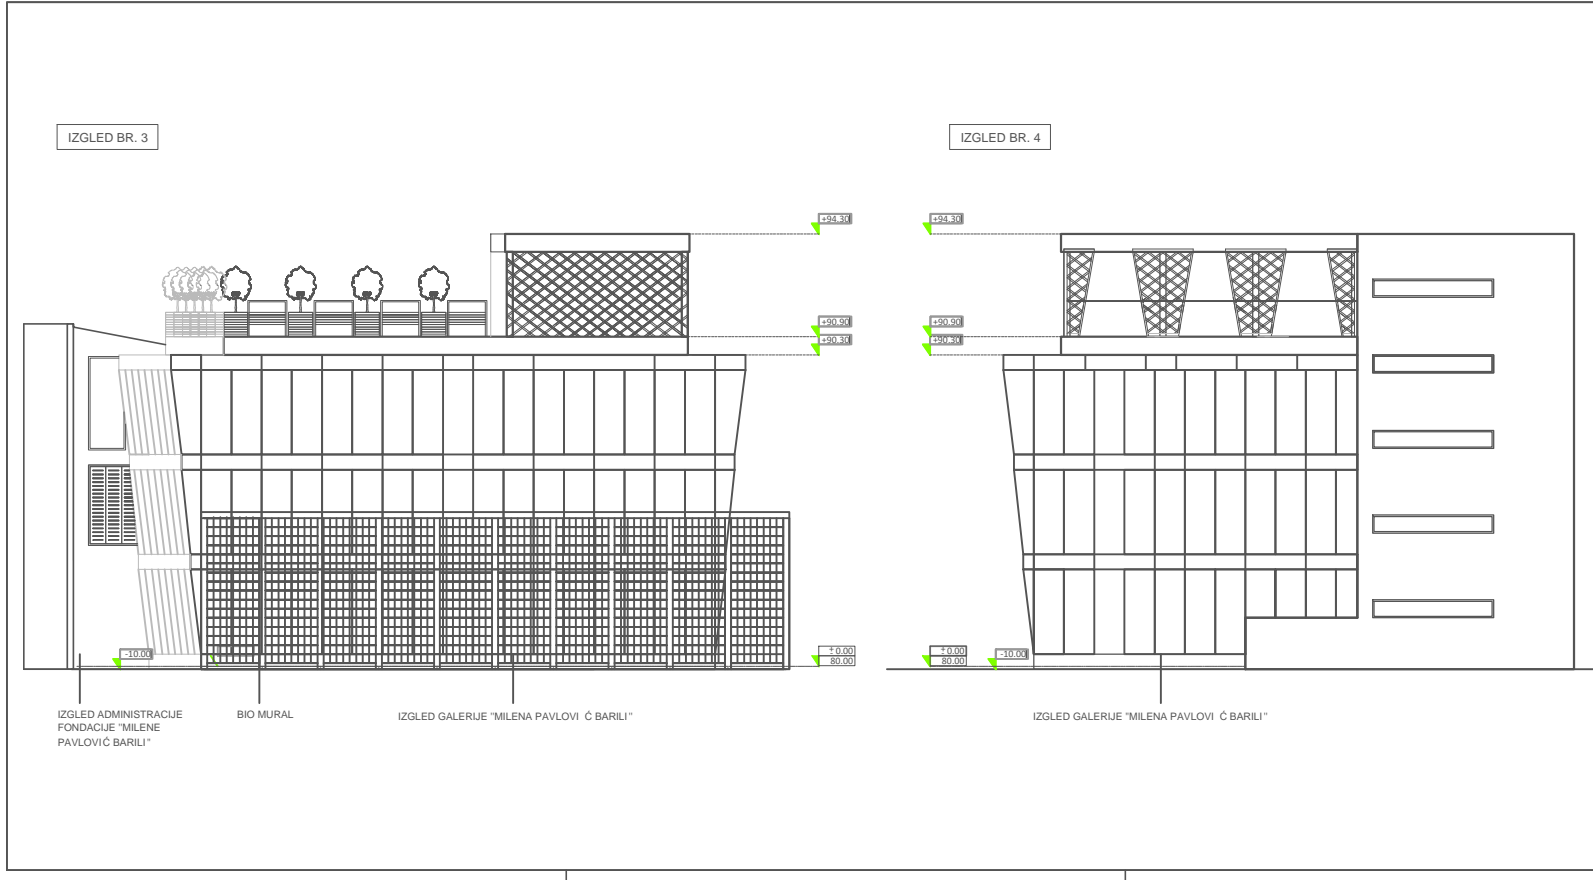 IZGLED BR. 3
IZGLED BR. 4
+94.30
+94.30
+90.90
+90.90
+90.30
+90.30
-10.00
± 0.00
80.00
± 0.00
80.00
-10.00
IZGLED ADMINISTRACIJE
FONDACIJE "MILENE
PAVLOVIĆ BARILI"
BIO MURAL
IZGLED GALERIJE "MILENA PAVLOVI Ć BARILI"
IZGLED GALERIJE "MILENA PAVLOVI Ć BARILI"